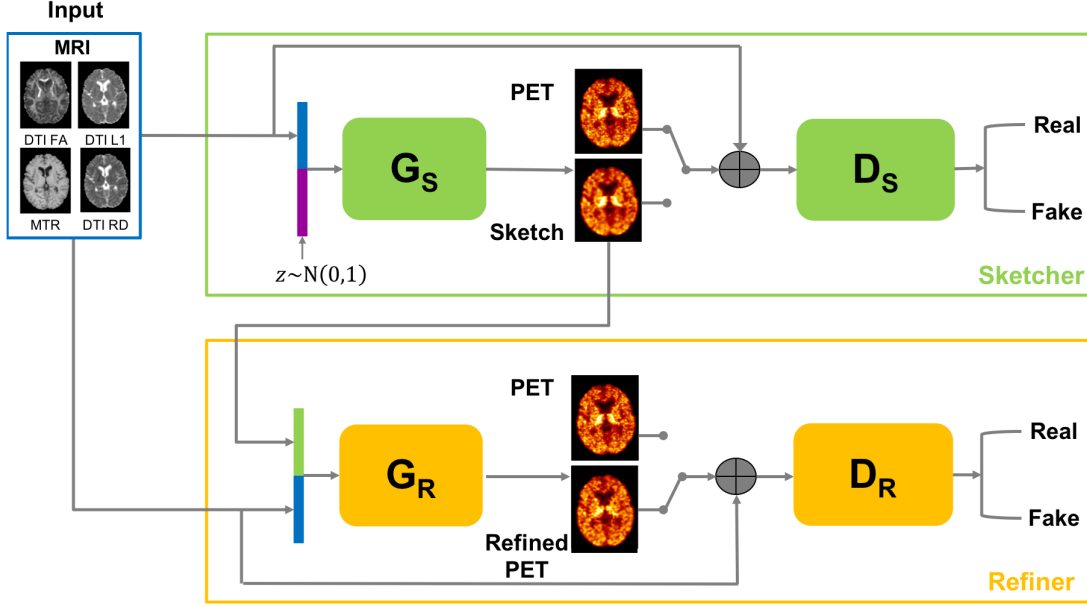 Input
MRI
DTI FA DTI L1
MTR DTI RD
z~N(0,1)
G_S
PET
Sketch
D_S
Real
Fake
Sketcher
G_R
PET
Refined
PET
D_R
Real
Fake
Refiner